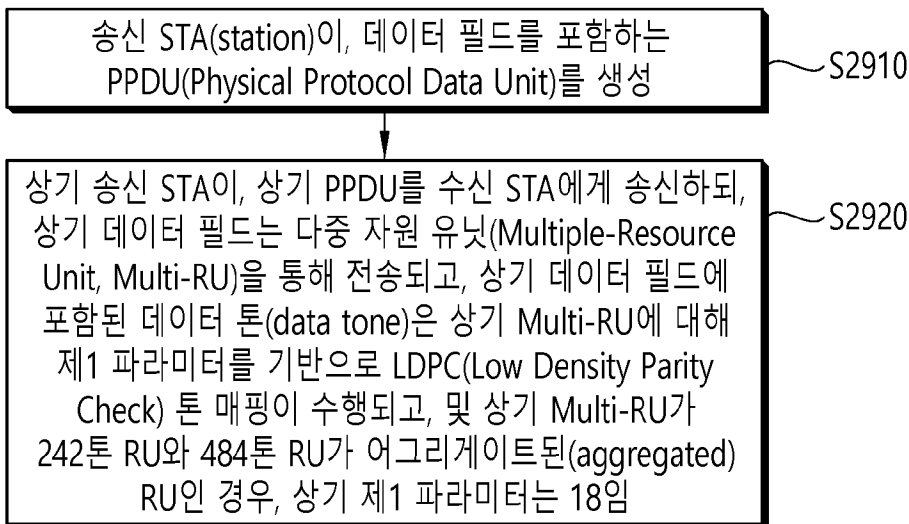 송신 STA(station)이, 데이터 필드를 포함하는
PPDU(Physical Protocol Data Unit)를 생성
S2910
상기 송신 STA이, 상기 PPDU를 수신 STA에게 송신하되,
상기 데이터 필드는 다중 자원 유닛(Multiple-Resource
Unit, Multi-RU)을 통해 전송되고, 상기 데이터 필드에
포함된 데이터 톤(data tone)은 상기 Multi-RU에 대해
제1 파라미터를 기반으로 LDPC(Low Density Parity
Check) 톤 매핑이 수행되고, 및 상기 Multi-RU가
242톤 RU와 484톤 RU가 어그리게이트된(aggregated)
RU인 경우, 상기 제1 파라미터는 18임
S2920